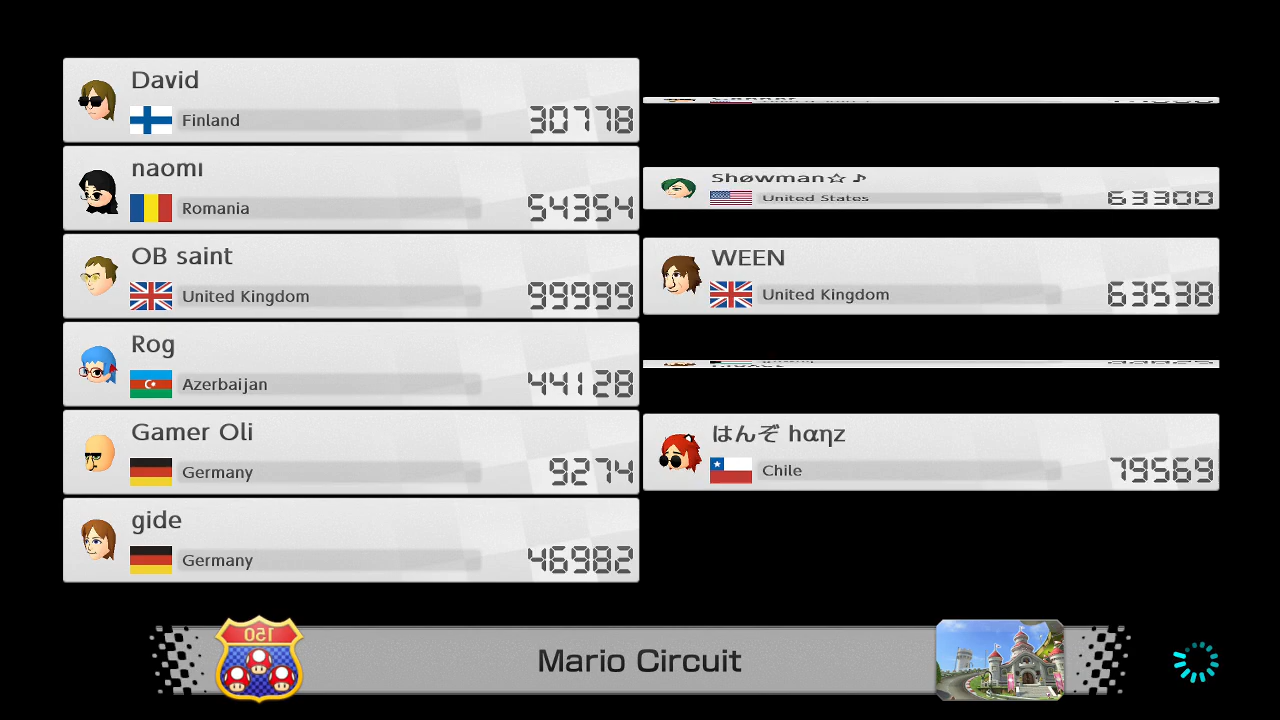 David
Finland 30778
naomi
Romania 54354
OB saint
United Kingdom 99999
Rog
Azerbaijan 44128
Gamer Oli
Germany 9274
gide
Germany 46982
Shøwman☆♪
United States 63300
WEEN
United Kingdom 63538
はんぞ hαηz
Chile 79569
150
Mario Circuit